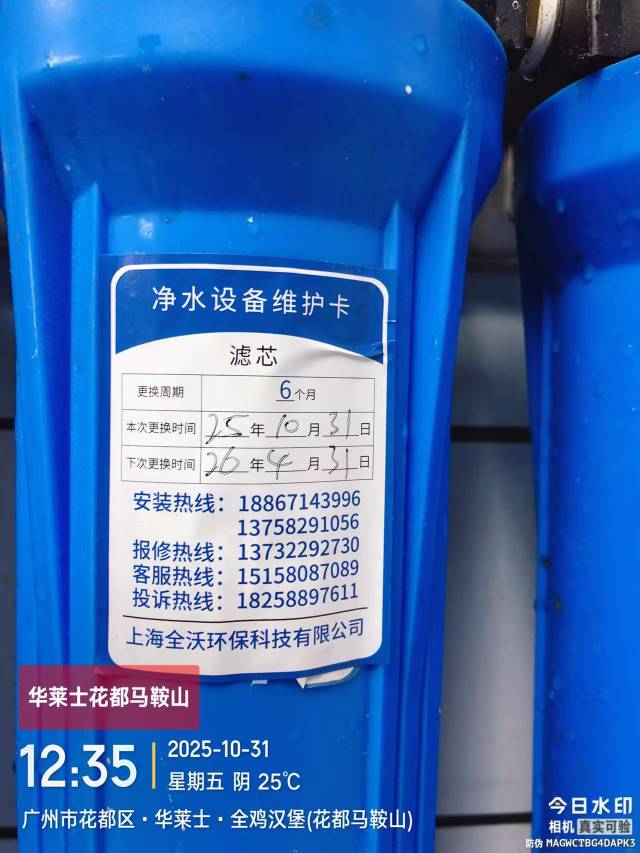 净水设备维护卡
滤芯
更换周期 6个月
本次更换时间 25年10月31日
下次更换时间 26年4月31日
安装热线：18867143996
13758291056
报修热线：13732292730
客服热线：15158087089
投诉热线：18258897611
上海全沃环保科技有限公司
华莱士花都马鞍山
12:35
2025-10-31
星期五 阴 25℃
广州市花都区·华莱士·全鸡汉堡(花都马鞍山)
今日水印
相机 真实可验
防伪 MAGWCTBG4DAPK3